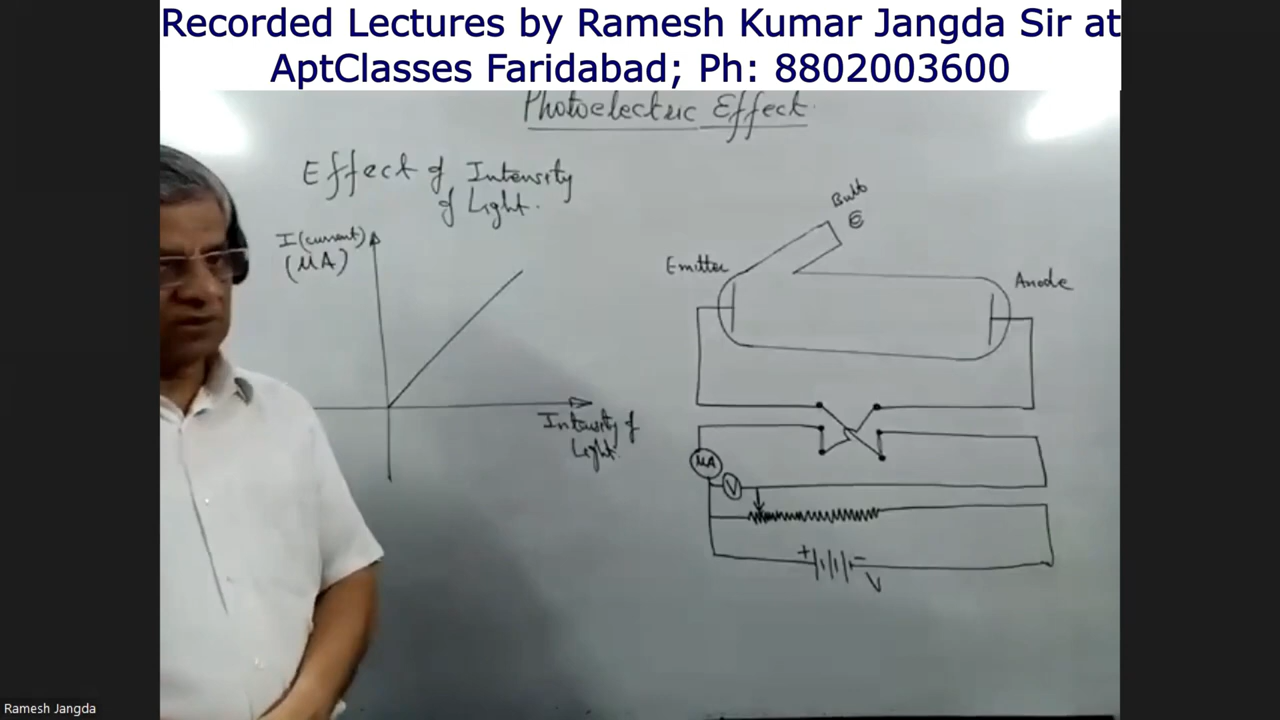 Recorded Lectures by Ramesh Kumar Jangda Sir at
AptClasses Faridabad; Ph: 8802003600
Photoelectric Effect.
Effect of Intensity
of Light.
I (current)
(μA)
Intensity of
Light.
Bulb
Emitter
Anode
μA
V
+
-
V
Ramesh Jangda